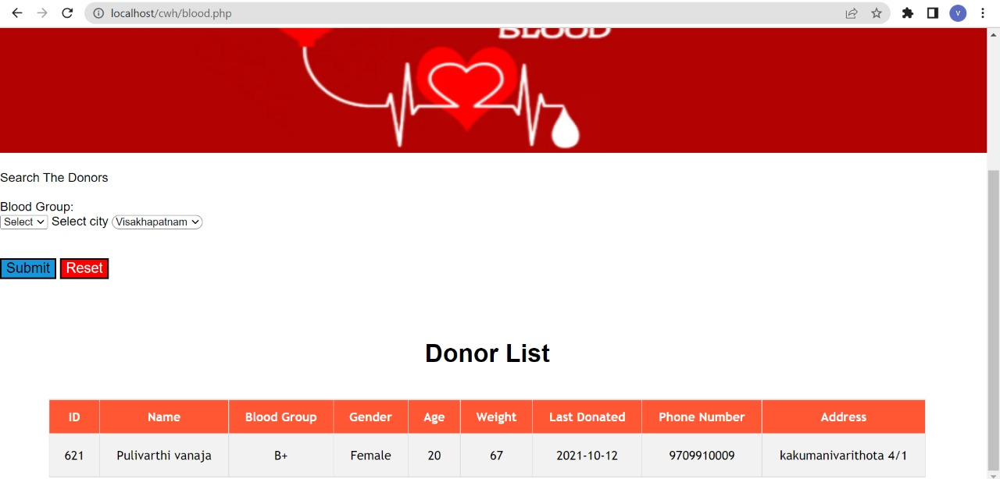 localhost/cwh/blood.php
V
BLOOD
Search The Donors
Blood Group:
Select Select city Visakhapatnam
Submit Reset
Donor List
ID Name Blood Group Gender Age Weight Last Donated Phone Number Address
621 Pulivarthi vanaja B+ Female 20 67 2021-10-12 9709910009 kakumanivarithota 4/1